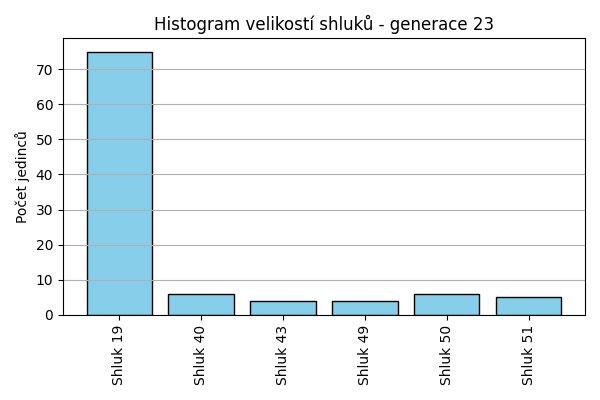 Histogram velikostí shluků - generace 23
Počet jedinců
70
60
50
40
30
20
10
0
Shluk 19
Shluk 40
Shluk 43
Shluk 49
Shluk 50
Shluk 51